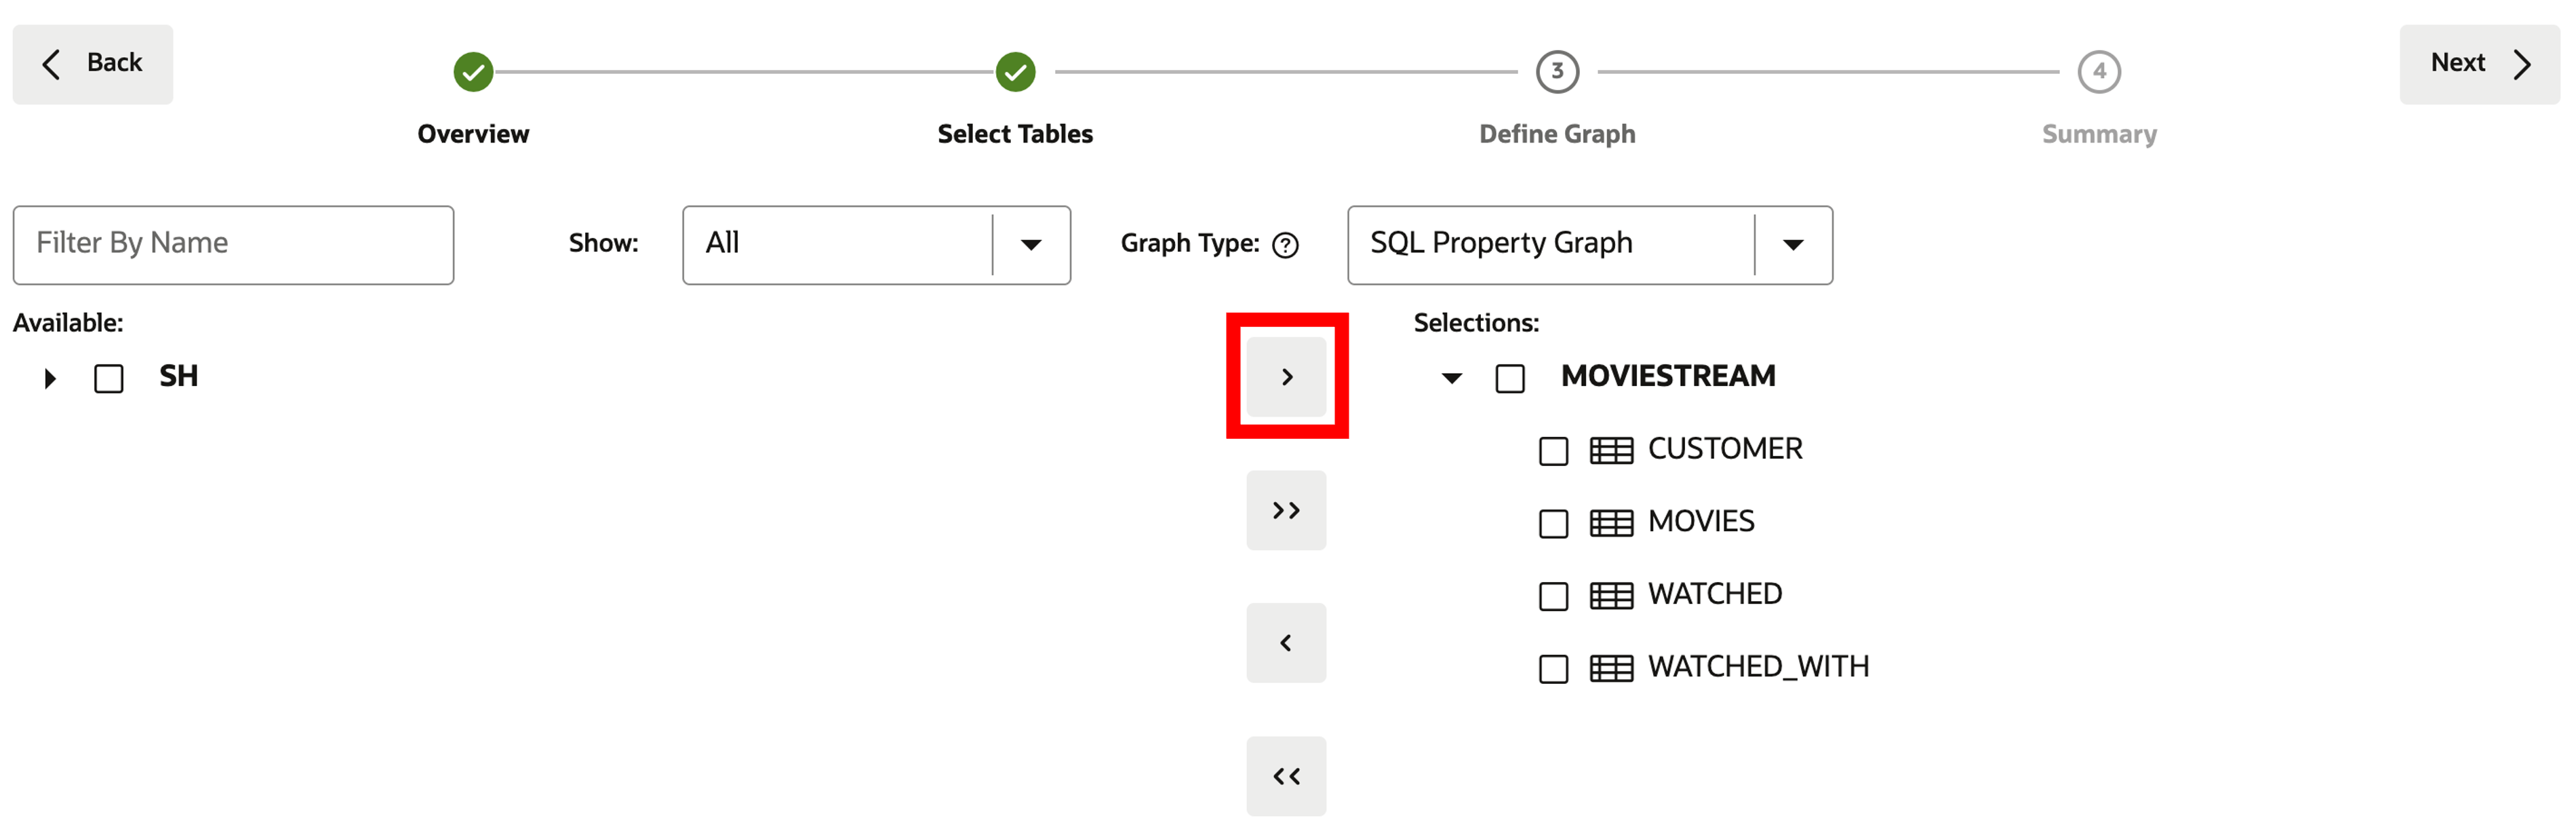 Back
3
4
Next
Overview
Select Tables
Define Graph
Summary
Filter By Name
Show:
All
Graph Type: ?
SQL Property Graph
Available:
Selections:
SH
>
MOVIESTREAM
CUSTOMER
>>
MOVIES
WATCHED
<
WATCHED_WITH
<<